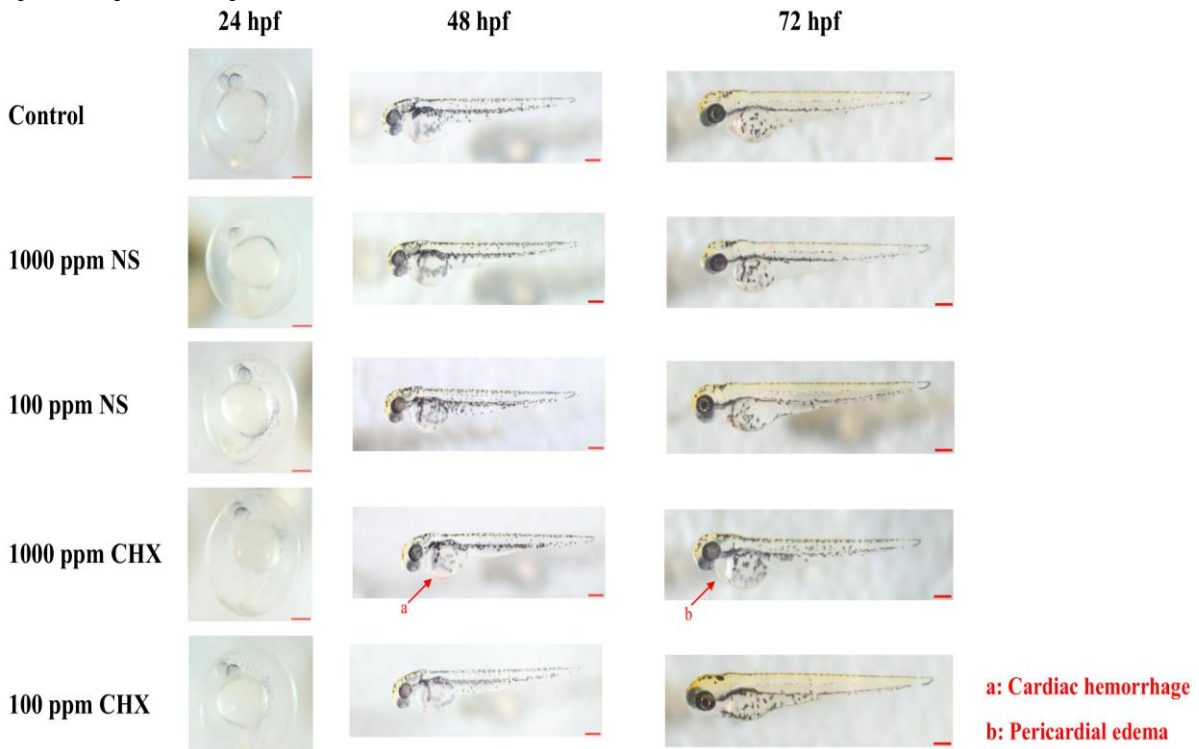 24 hpf 48 hpf 72 hpf
Control
1000 ppm NS
100 ppm NS
1000 ppm CHX
a b
100 ppm CHX
a: Cardiac hemorrhage
b: Pericardial edema